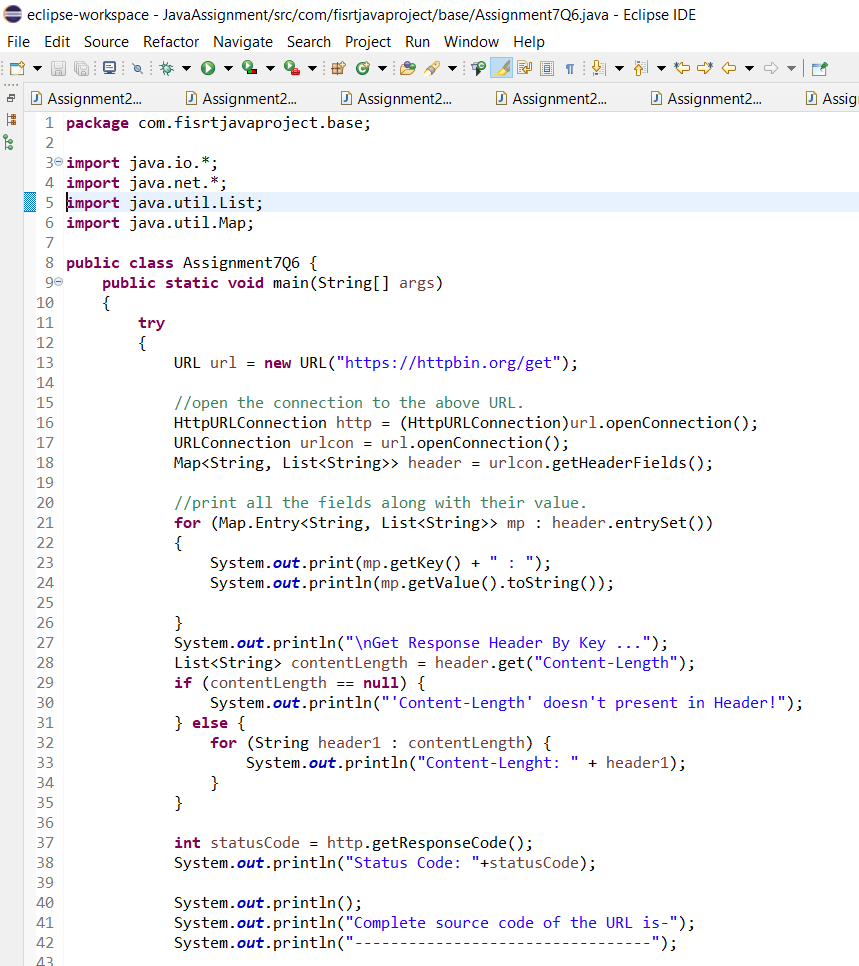 eclipse-workspace - JavaAssignment/src/com/fisrtjavaproject/base/Assignment7Q6.java - Eclipse IDE
File Edit Source Refactor Navigate Search Project Run Window Help
Assignment2... Assignment2... Assignment2... Assignment2... Assignment2... Assig
1 package com.fisrtjavaproject.base;
2
3 import java.io.*;
4 import java.net.*;
5 import java.util.List;
6 import java.util.Map;
7
8 public class Assignment7Q6 {
9     public static void main(String[] args)
10     {
11         try
12         {
13             URL url = new URL("https://httpbin.org/get");
14
15             //open the connection to the above URL.
16             HttpURLConnection http = (HttpURLConnection)url.openConnection();
17             URLConnection urlcon = url.openConnection();
18             Map<String, List<String>> header = urlcon.getHeaderFields();
19
20             //print all the fields along with their value.
21             for (Map.Entry<String, List<String>> mp : header.entrySet())
22             {
23                 System.out.print(mp.getKey() + " : ");
24                 System.out.println(mp.getValue().toString());
25
26             }
27             System.out.println("\nGet Response Header By Key ...");
28             List<String> contentLength = header.get("Content-Length");
29             if (contentLength == null) {
30                 System.out.println("'Content-Length' doesn't present in Header!");
31             } else {
32                 for (String header1 : contentLength) {
33                     System.out.println("Content-Lenght: " + header1);
34                 }
35             }
36
37             int statusCode = http.getResponseCode();
38             System.out.println("Status Code: "+statusCode);
39
40             System.out.println();
41             System.out.println("Complete source code of the URL is-");
42             System.out.println("---------------------------------");
43